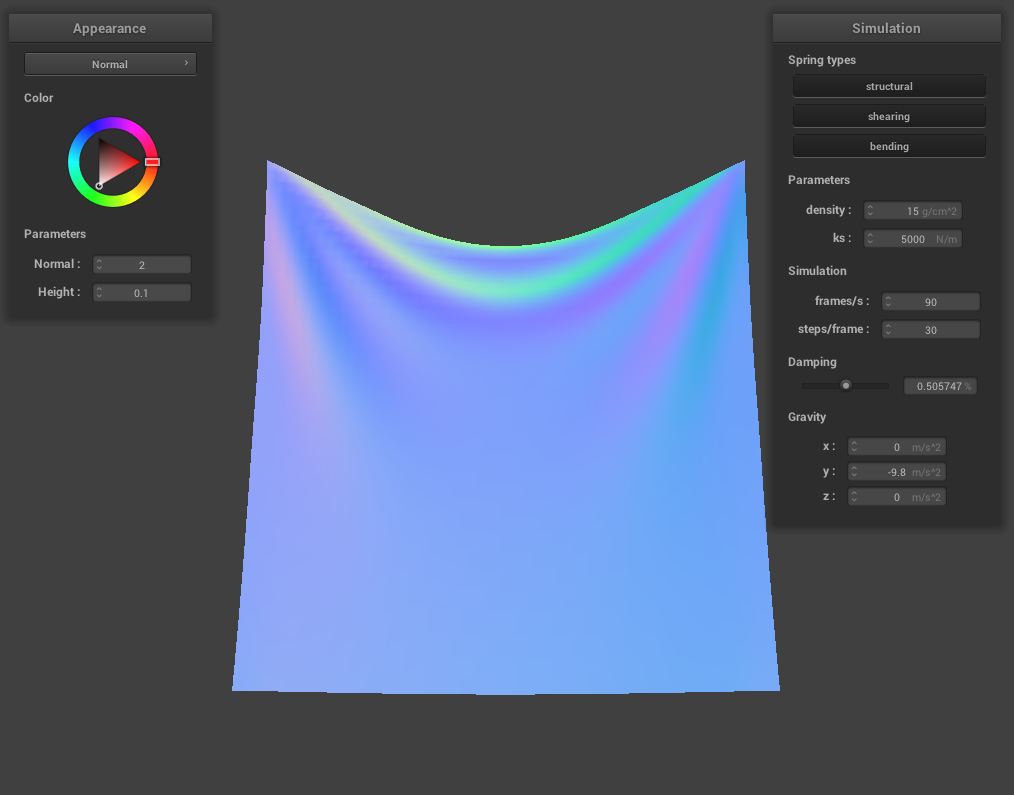 Appearance
Normal ›
Color
Parameters
Normal : 2
Height : 0.1
Simulation
Spring types
structural
shearing
bending
Parameters
density : 15 g/cm^2
ks : 5000 N/m
Simulation
frames/s : 90
steps/frame : 30
Damping
0.505747 %
Gravity
x : 0 m/s^2
y : -9.8 m/s^2
z : 0 m/s^2